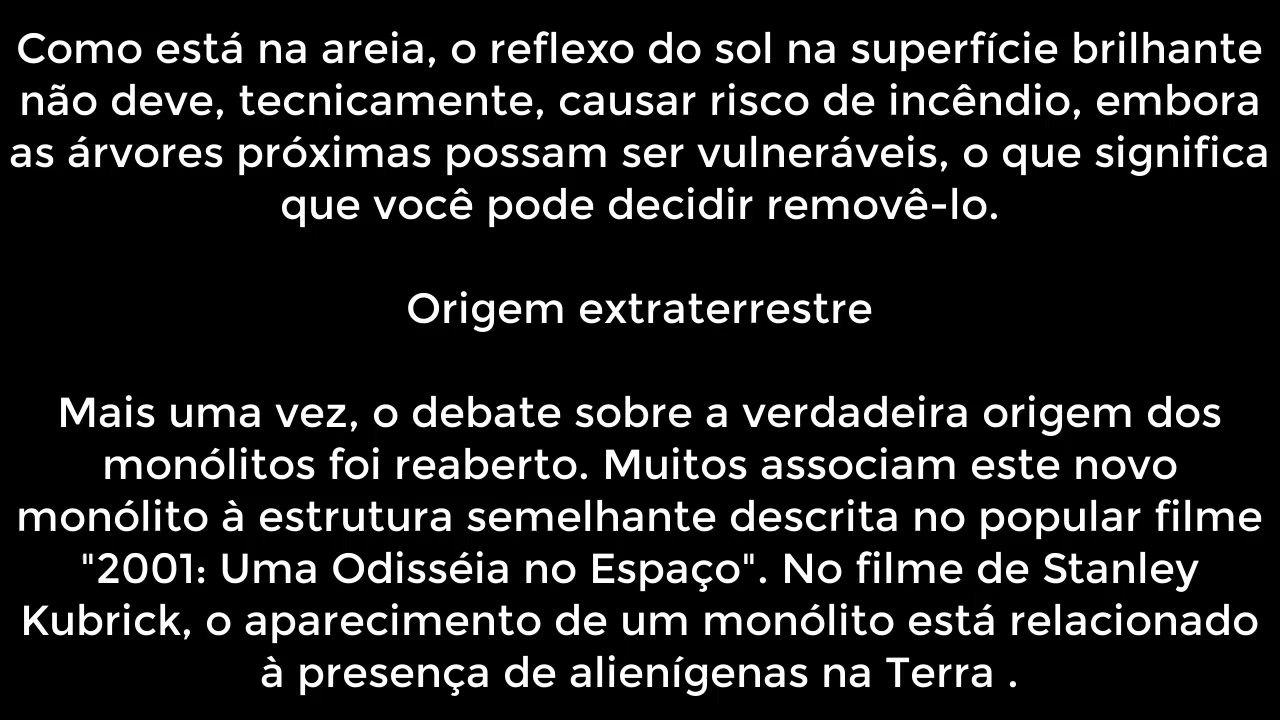 Como está na areia, o reflexo do sol na superfície brilhante
não deve, tecnicamente, causar risco de incêndio, embora
as árvores próximas possam ser vulneráveis, o que significa
que você pode decidir removê-lo.
Origem extraterrestre
Mais uma vez, o debate sobre a verdadeira origem dos
monólitos foi reaberto. Muitos associam este novo
monólito à estrutura semelhante descrita no popular filme
"2001: Uma Odisséia no Espaço". No filme de Stanley
Kubrick, o aparecimento de um monólito está relacionado
à presença de alienígenas na Terra .